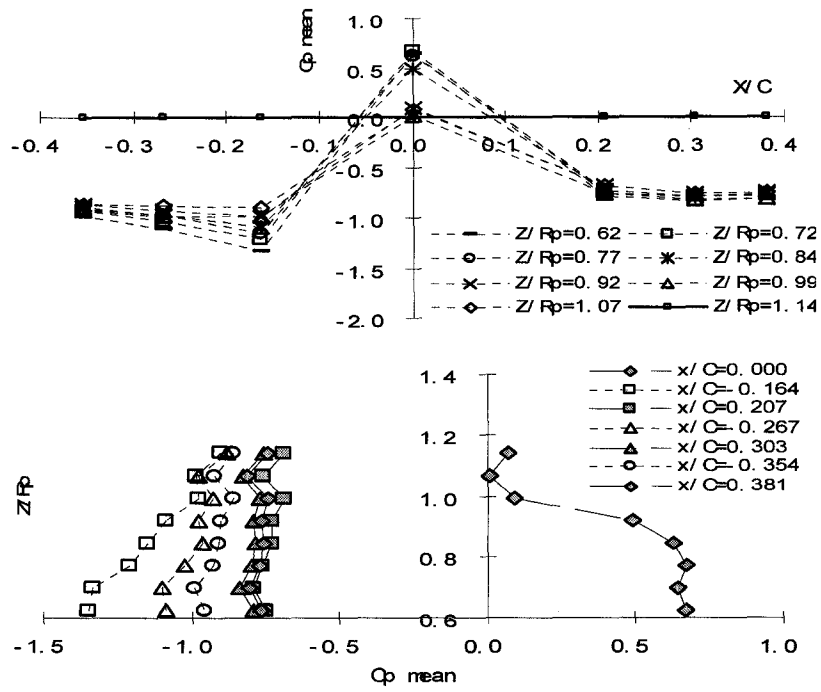 1. 0
Cp mean
0. 5
X/ C
0.0
-0. 4 -0. 3 -0. 2 -0. 1 0.0 0. 1 0. 2 0. 3 0. 4
-0. 5
-1. 0
-1. 5
-2. 0
Z/ Rp=0. 62 Z/ Rp=0. 72
Z/ Rp=0. 77 Z/ Rp=0. 84
Z/ Rp=0. 92 Z/ Rp=0. 99
Z/ Rp=1. 07 Z/ Rp=1. 14
1. 4
1. 2
1. 0
0. 8
0. 6
Z/ Rp
x/ C=0. 000
x/ C=- 0. 164
x/ C=0. 207
x/ C=- 0. 267
x/ C=0. 303
x/ C=- 0. 354
x/ C=0. 381
-1. 5 -1. 0 -0. 5 0. 0 0. 5 1. 0
Cp mean